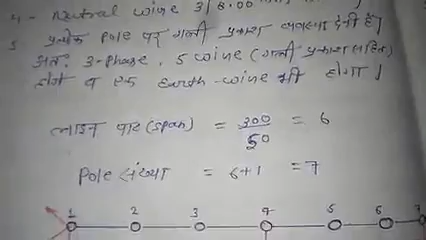 4 - Neutral wire 3/6.00
5 प्रत्येक Pole पर गली प्रकाश व्यवस्था देनी है।
अतः 3-Phase, 5 wire (गली प्रकाश सहित)
होंगे व एक Earth-wire भी होगा।
लाइन पाट (span) = 300/50 = 6
Pole संख्या = 6+1 = 7
1 2 3 4 5 6 7